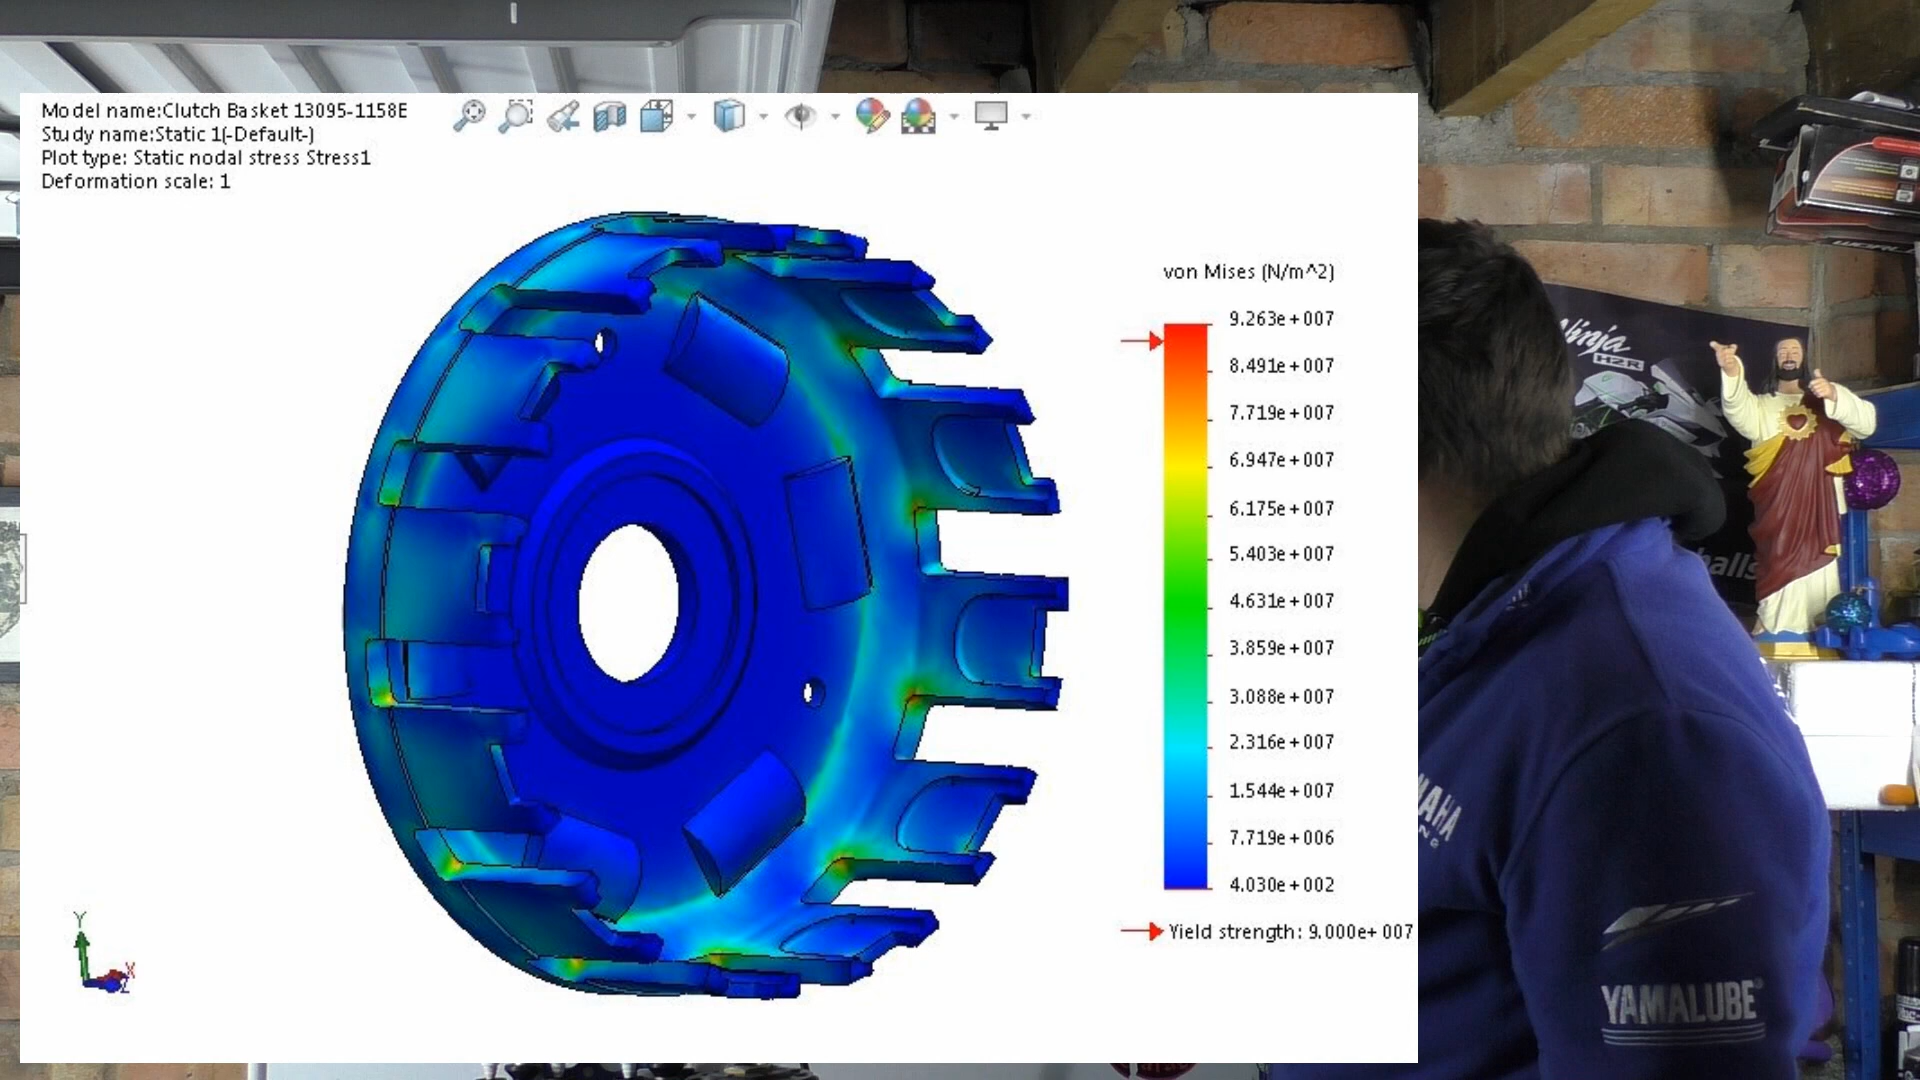 Model name:Clutch Basket 13095-1158E
Study name:Static 1(-Default-)
Plot type: Static nodal stress Stress1
Deformation scale: 1
von Mises (N/m^2)
9.263e+007
8.491e+007
7.719e+007
6.947e+007
6.175e+007
5.403e+007
4.631e+007
3.859e+007
3.088e+007
2.316e+007
1.544e+007
7.719e+006
4.030e+002
Yield strength: 9.000e+007
Y
X
Z
Ninja
H2R
balls
YAMALUBE